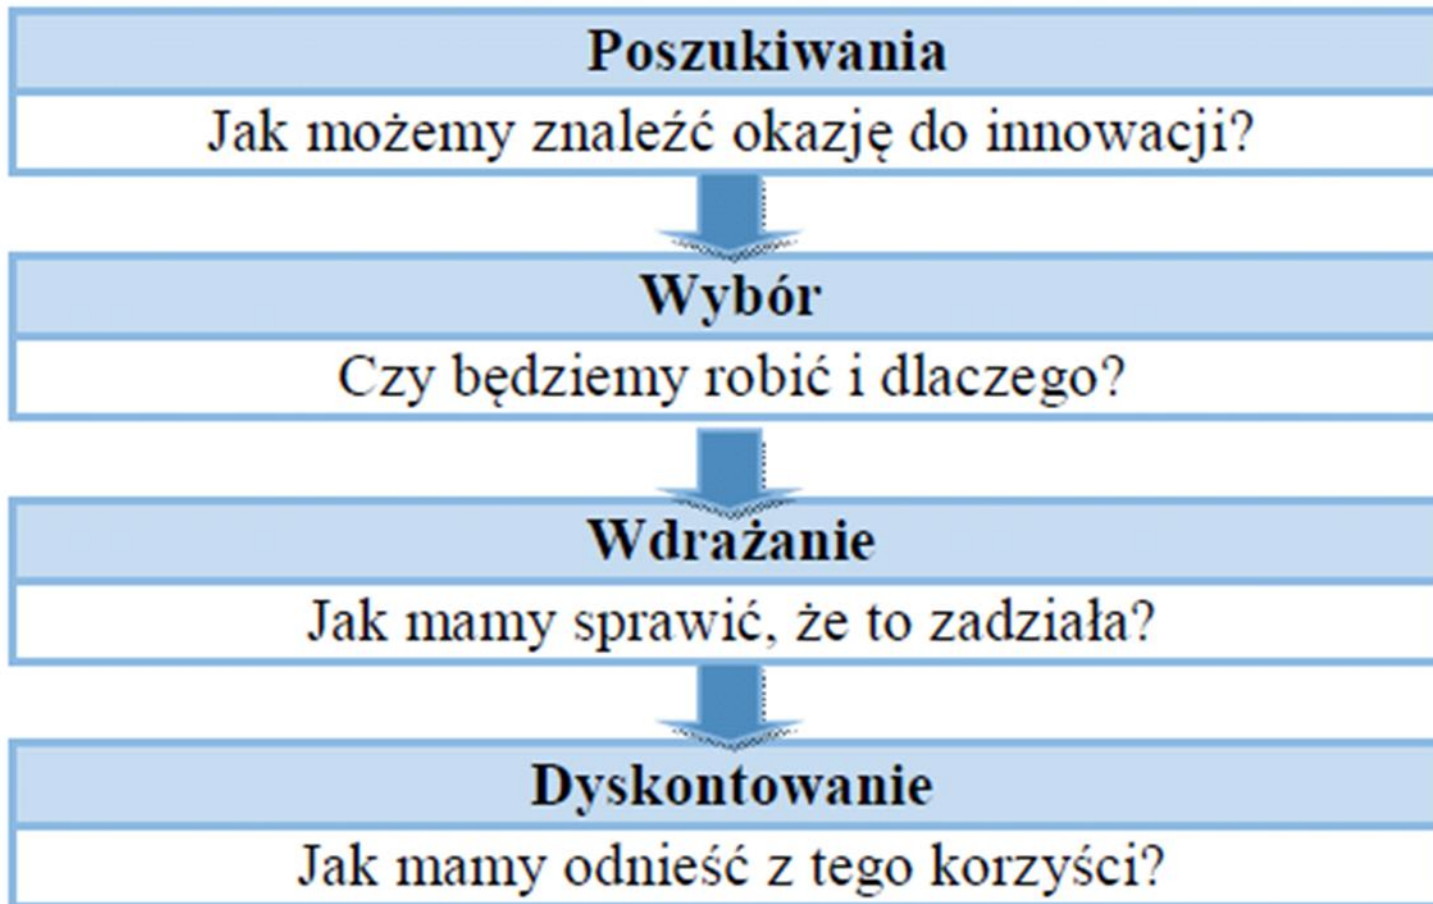 Poszukiwania
Jak możemy znaleźć okazję do innowacji?
Wybór
Czy będziemy robić i dlaczego?
Wdrażanie
Jak mamy sprawić, że to zadziała?
Dyskontowanie
Jak mamy odnieść z tego korzyści?